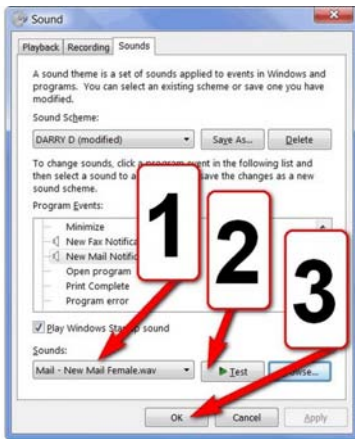 Sound
Playback Recording Sounds
A sound theme is a set of sounds applied to events in Windows and
programs. You can select an existing scheme or save one you have
modified.
Sound Scheme:
DARRY D (modified) Save As... Delete
To change sounds, click a program event in the following list and
then select a sound to a save the changes as a new
sound scheme.
Program Events:
Minimize
New Fax Notifica
New Mail Notific
Open program
Print Complete
Program error
1
2
3
Play Windows Startup sound
Sounds:
Mail - New Mail Female.wav Test
OK Cancel Apply